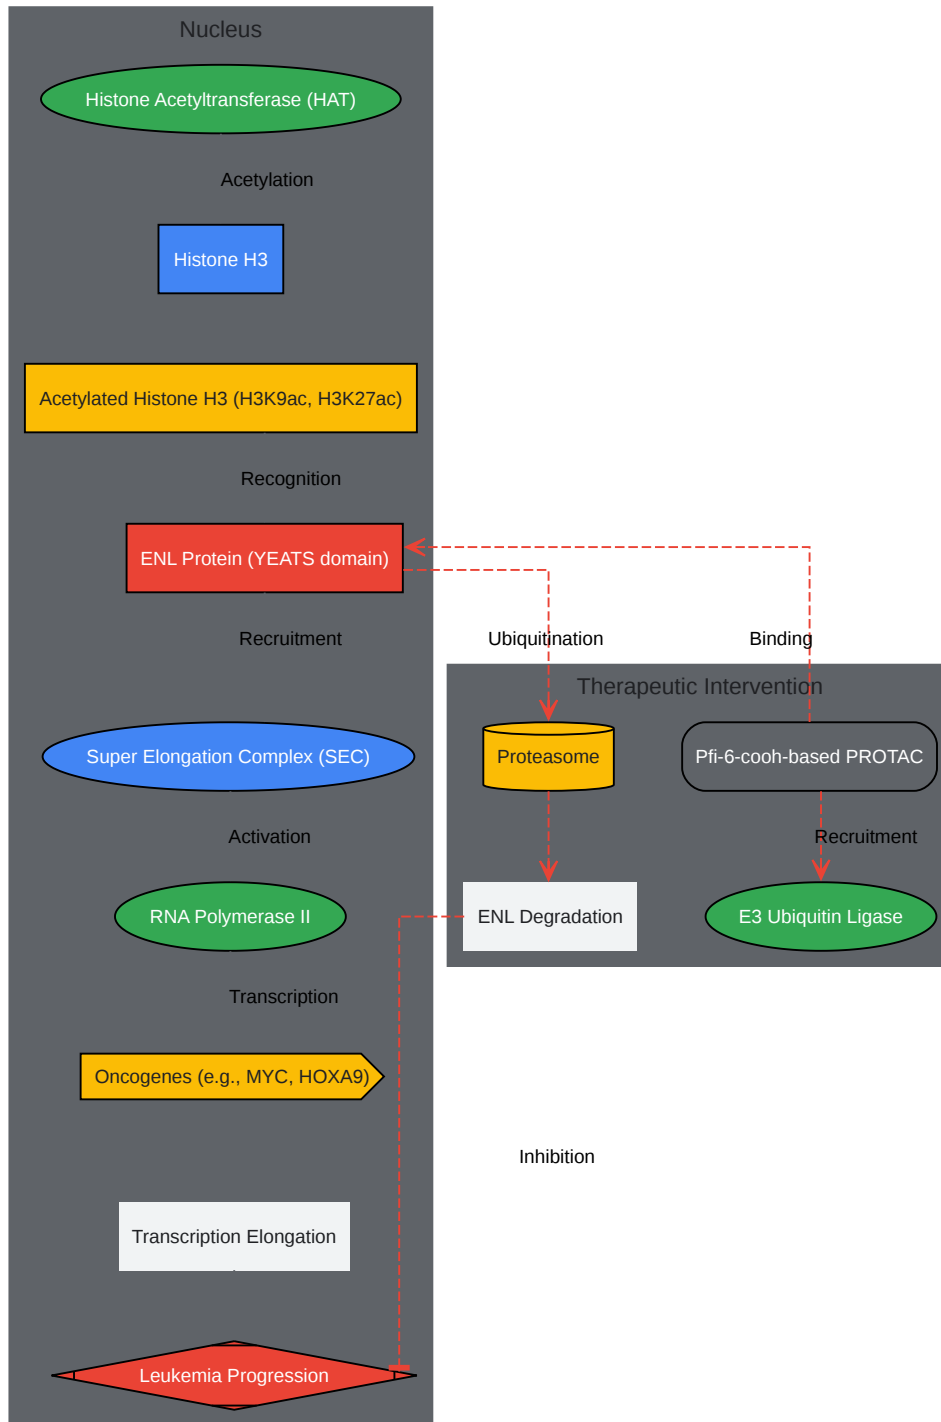 Nucleus
Histone Acetyltransferase (HAT)
Acetylation
Histone H3
Acetylated Histone H3 (H3K9ac, H3K27ac)
Recognition
ENL Protein (YEATS domain)
Recruitment
Ubiquitination
Binding
Therapeutic Intervention
Super Elongation Complex (SEC)
Proteasome
Pfi-6-cooh-based PROTAC
Activation
Recruitment
RNA Polymerase II
ENL Degradation
E3 Ubiquitin Ligase
Transcription
Oncogenes (e.g., MYC, HOXA9)
Inhibition
Transcription Elongation
Leukemia Progression